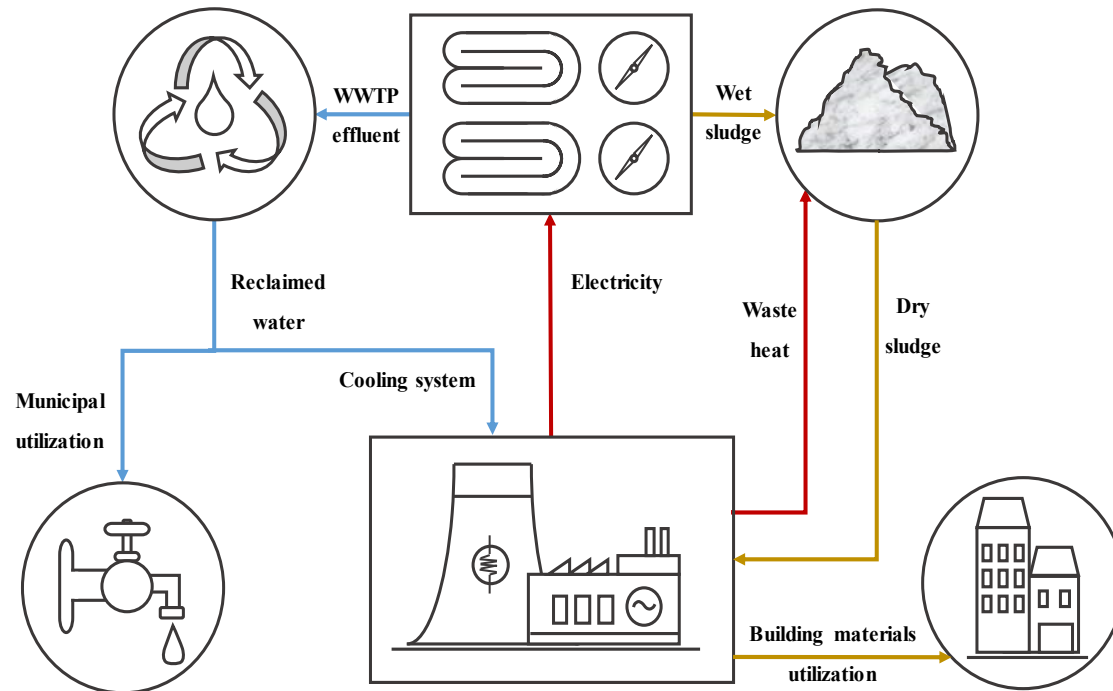 WWTP
effluent
Wet
sludge
Reclaimed
water
Electricity
Waste
heat
Dry
sludge
Cooling system
Municipal
utilization
Building materials
utilization